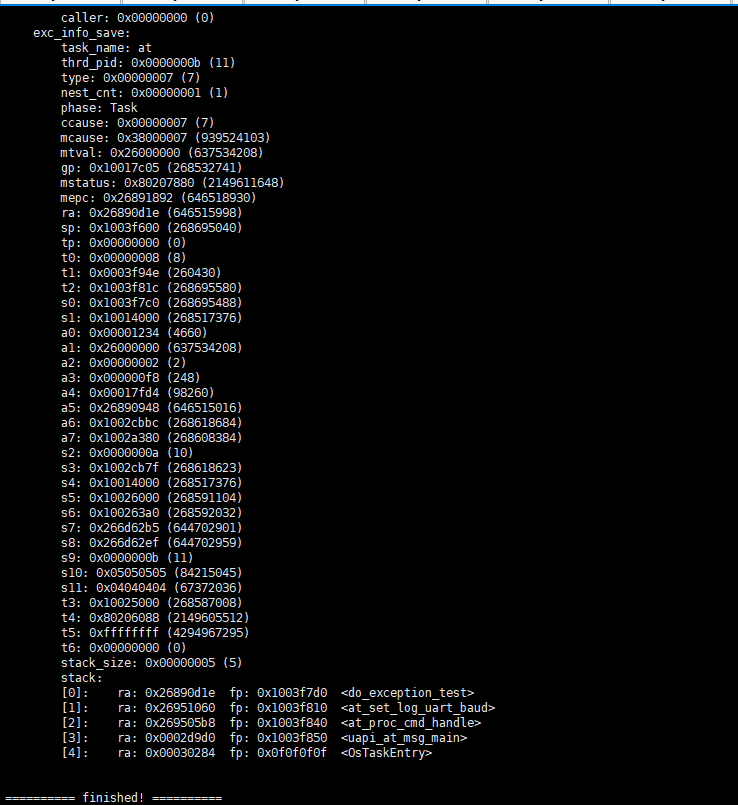 caller: 0x00000000 (0)
exc_info_save:
task_name: at
thrd_pid: 0x0000000b (11)
type: 0x00000007 (7)
nest_cnt: 0x00000001 (1)
phase: Task
ccause: 0x00000007 (7)
mcause: 0x38000007 (939524103)
mtval: 0x26000000 (637534208)
gp: 0x10017c05 (268532741)
mstatus: 0x80207880 (2149611648)
mepc: 0x26891892 (646518930)
ra: 0x26890d1e (646515998)
sp: 0x1003f600 (268695040)
tp: 0x00000000 (0)
t0: 0x00000008 (8)
t1: 0x0003f94e (260430)
t2: 0x1003f81c (268695580)
s0: 0x1003f7c0 (268695488)
s1: 0x10014000 (268517376)
a0: 0x00001234 (4660)
a1: 0x26000000 (637534208)
a2: 0x00000002 (2)
a3: 0x000000f8 (248)
a4: 0x00017fd4 (98260)
a5: 0x26890948 (646515016)
a6: 0x1002cbbc (268618684)
a7: 0x1002a380 (268608384)
s2: 0x0000000a (10)
s3: 0x1002cb7f (268618623)
s4: 0x10014000 (268517376)
s5: 0x10026000 (268591104)
s6: 0x100263a0 (268592032)
s7: 0x266d62b5 (644702901)
s8: 0x266d62ef (644702959)
s9: 0x0000000b (11)
s10: 0x05050505 (84215045)
s11: 0x04040404 (67372036)
t3: 0x10025000 (268587008)
t4: 0x80206088 (2149605512)
t5: 0xffffffff (4294967295)
t6: 0x00000000 (0)
stack_size: 0x00000005 (5)
stack:
[0]: ra: 0x26890d1e fp: 0x1003f7d0 <do_exception_test>
[1]: ra: 0x26951060 fp: 0x1003f810 <at_set_log_uart_baud>
[2]: ra: 0x269505b8 fp: 0x1003f840 <at_proc_cmd_handle>
[3]: ra: 0x0002d9d0 fp: 0x1003f850 <uapi_at_msg_main>
[4]: ra: 0x00030284 fp: 0x0f0f0f0f <OsTaskEntry>
========== finished! ==========